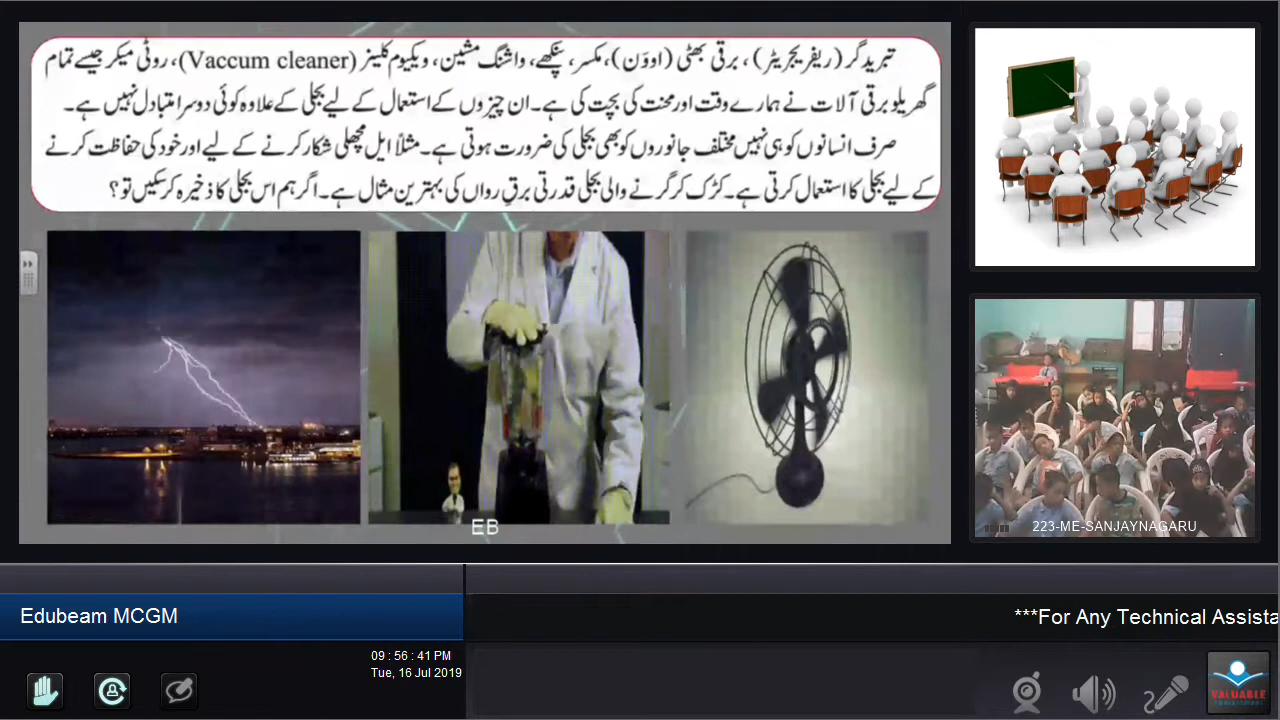 تبرید گر (ریفریجریٹر)، برقی بھٹی (اووَن)، مکسر، پنکھے، واشنگ مشین، ویکیوم کلینر (Vaccum cleaner)، روٹی میکر جیسے تمام
گھریلو برقی آلات نے ہمارے وقت اور محنت کی بچت کی ہے۔ ان چیزوں کے استعمال کے لیے بجلی کے علاوہ کوئی دوسرا متبادل نہیں ہے۔
صرف انسانوں کو ہی نہیں مختلف جانوروں کو بھی بجلی کی ضرورت ہوتی ہے۔ مثلاً ایل مچھلی شکار کرنے کے لیے اور خود کی حفاظت کرنے
کے لیے بجلی کا استعمال کرتی ہے۔ کڑک کر گرنے والی بجلی قدرتی برقِ رواں کی بہترین مثال ہے۔ اگر ہم اس بجلی کا ذخیرہ کر سکیں تو؟
EB
223-ME-SANJAYNAGARU
Edubeam MCGM
***For Any Technical Assista
09 : 56 : 41 PM
Tue, 16 Jul 2019
VALUABLE